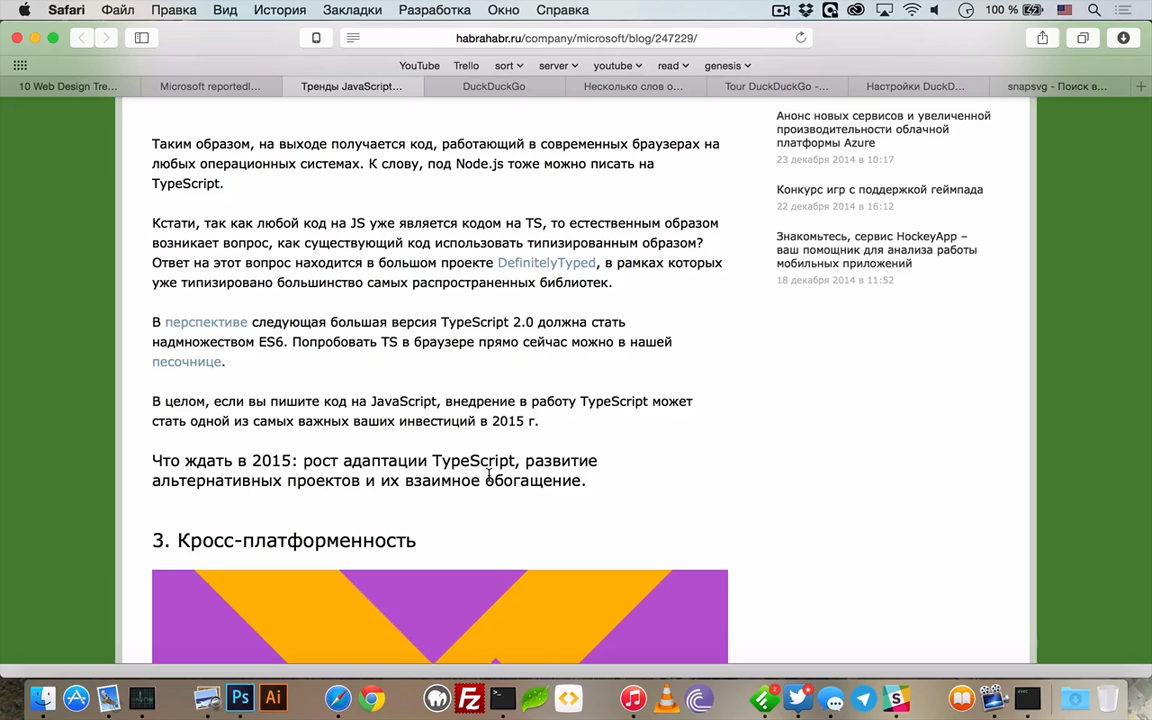 Safari Файл Правка Вид История Закладки Разработка Окно Справка 100 %
habrahabr.ru/company/microsoft/blog/247229/
YouTube Trello sort server youtube read genesis
10 Web Design Tre... Microsoft reportedl... Тренды JavaScript... DuckDuckGo Несколько слов о... Tour DuckDuckGo -... Настройки DuckD... snapsvg - Поиск в...
Таким образом, на выходе получается код, работающий в современных браузерах на
любых операционных системах. К слову, под Node.js тоже можно писать на
TypeScript.
Кстати, так как любой код на JS уже является кодом на TS, то естественным образом
возникает вопрос, как существующий код использовать типизированным образом?
Ответ на этот вопрос находится в большом проекте DefinitelyTyped, в рамках которых
уже типизировано большинство самых распространенных библиотек.
В перспективе следующая большая версия TypeScript 2.0 должна стать
надмножеством ES6. Попробовать TS в браузере прямо сейчас можно в нашей
песочнице.
В целом, если вы пишите код на JavaScript, внедрение в работу TypeScript может
стать одной из самых важных ваших инвестиций в 2015 г.
Что ждать в 2015: рост адаптации TypeScript, развитие
альтернативных проектов и их взаимное обогащение.
3. Кросс-платформенность
Анонс новых сервисов и увеличенной
производительности облачной
платформы Azure
23 декабря 2014 в 10:17
Конкурс игр с поддержкой геймпада
22 декабря 2014 в 16:12
Знакомьтесь, сервис HockeyApp –
ваш помощник для анализа работы
мобильных приложений
18 декабря 2014 в 11:52
Ps Ai Fz